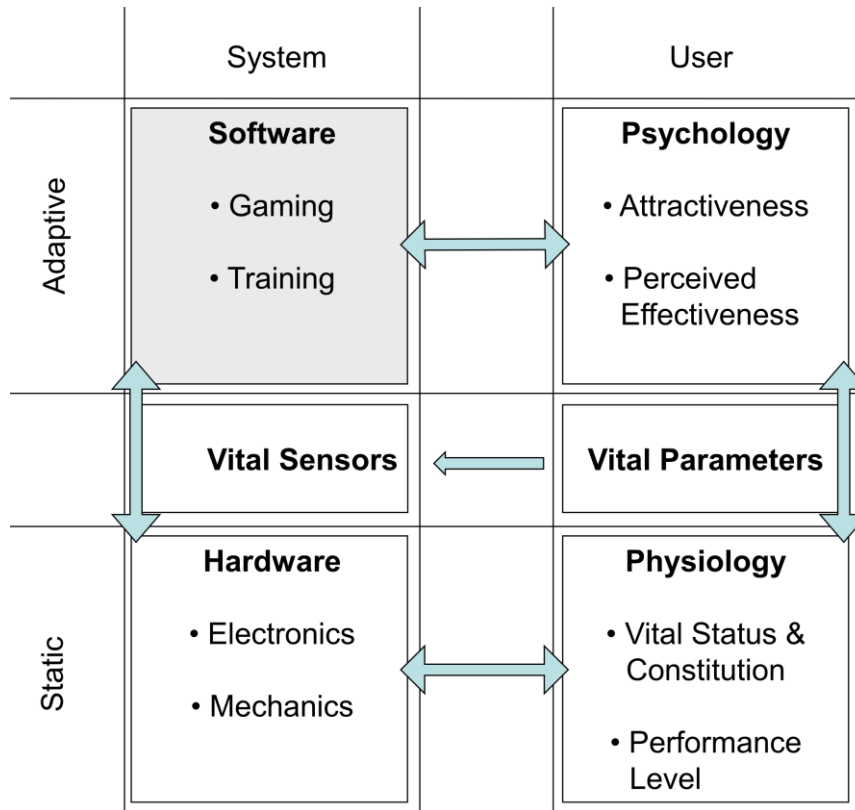 System
User
Adaptive
Software
• Gaming
• Training
Psychology
• Attractiveness
• Perceived
Effectiveness
Vital Sensors
Vital Parameters
Static
Hardware
• Electronics
• Mechanics
Physiology
• Vital Status &
Constitution
• Performance
Level